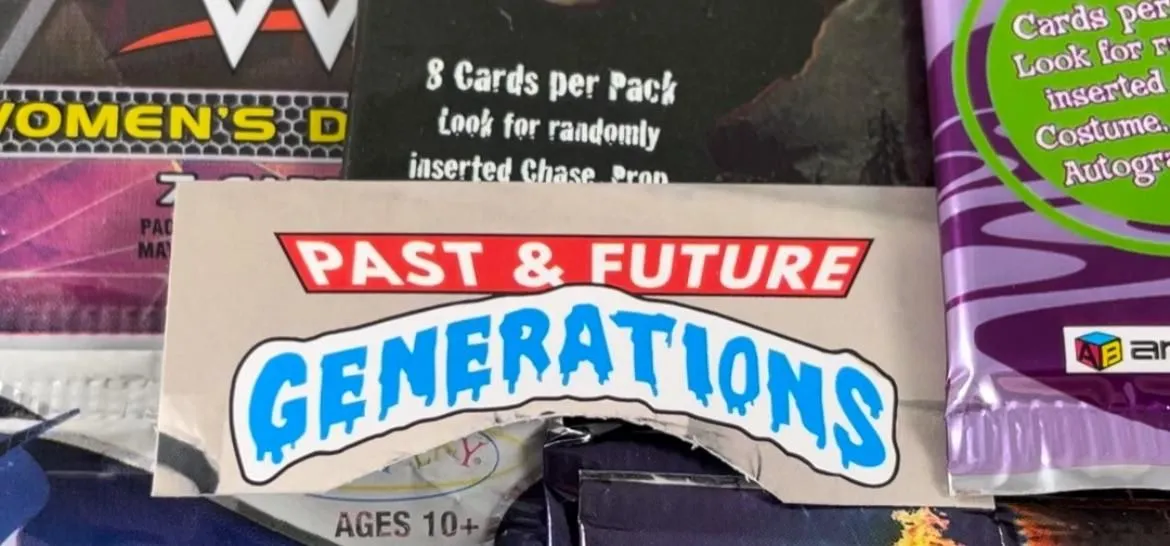 W
WOMEN'S D
8 Cards per Pack
Look for randomly
inserted Chase, Prop
Cards per
Look for
inserted
Costume,
PAST & FUTURE
GENERATIONS
AB
AGES 10+